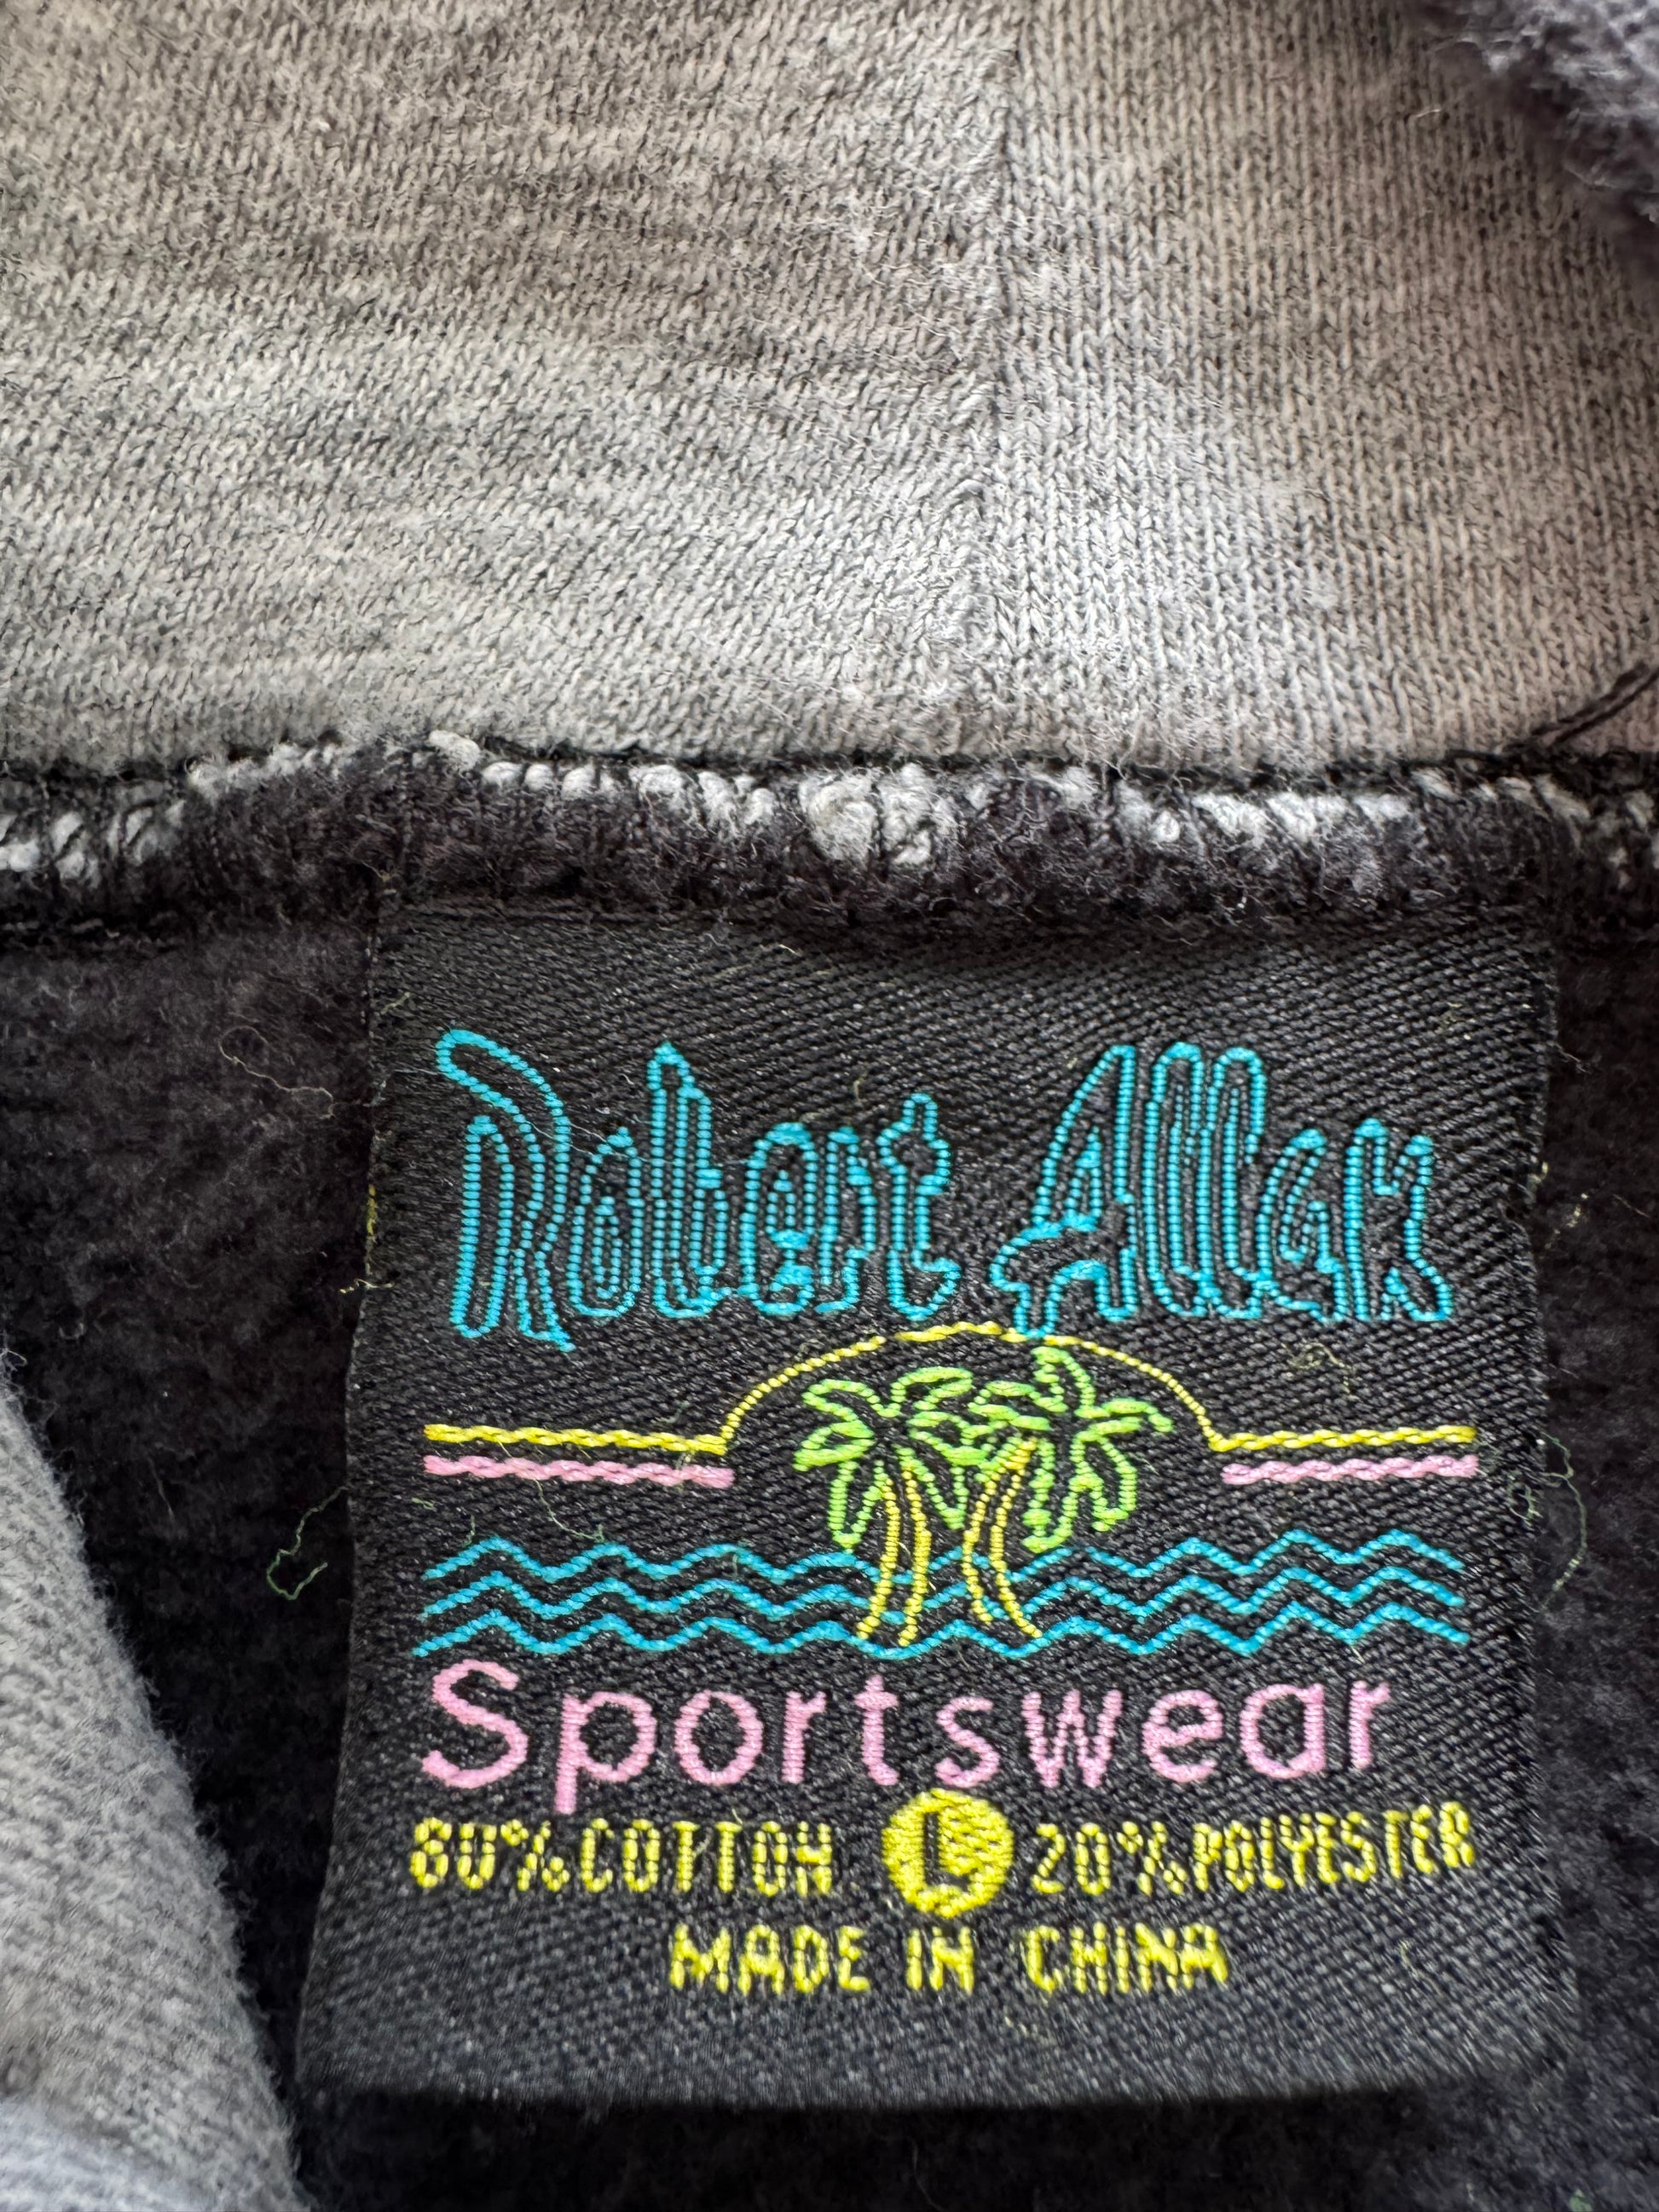 Robert Allen
Sportswear
80% COTTON L 20% POLYESTER
MADE IN CHINA